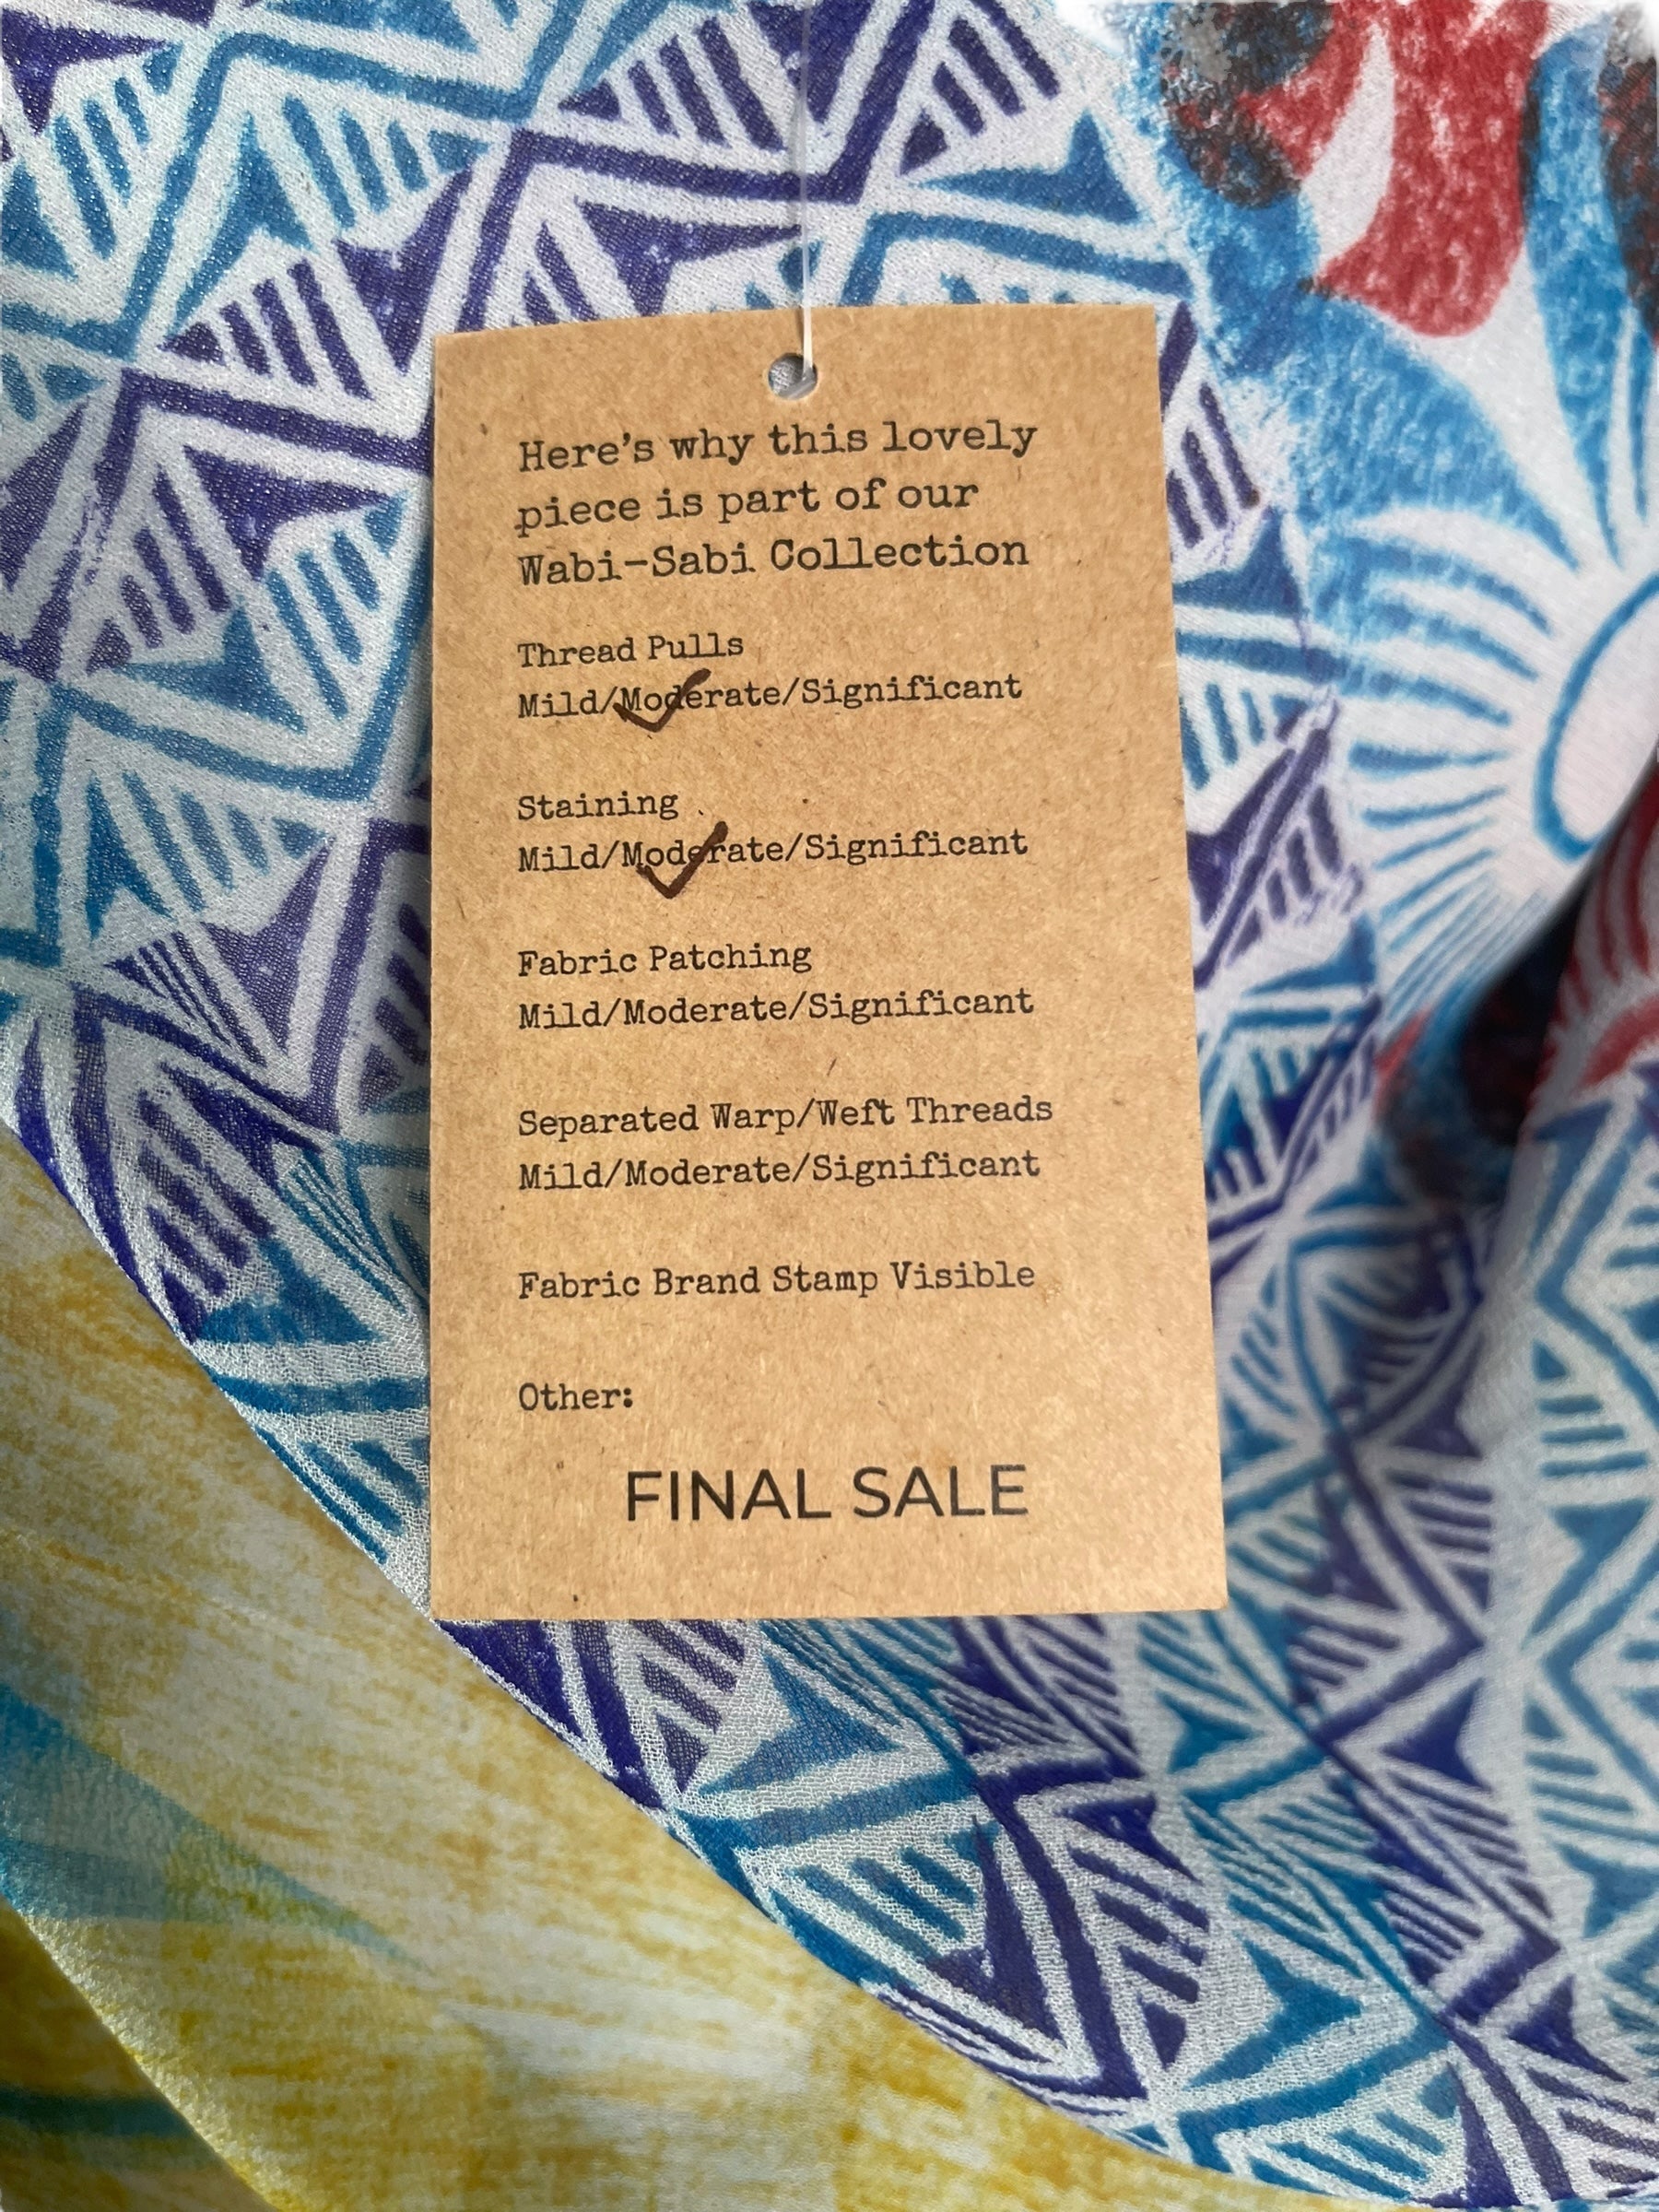 Here's why this lovely
piece is part of our
Wabi-Sabi Collection
Thread Pulls
Mild/Moderate/Significant
Staining
Mild/Moderate/Significant
Fabric Patching
Mild/Moderate/Significant
Separated Warp/Weft Threads
Mild/Moderate/Significant
Fabric Brand Stamp Visible
Other:
FINAL SALE